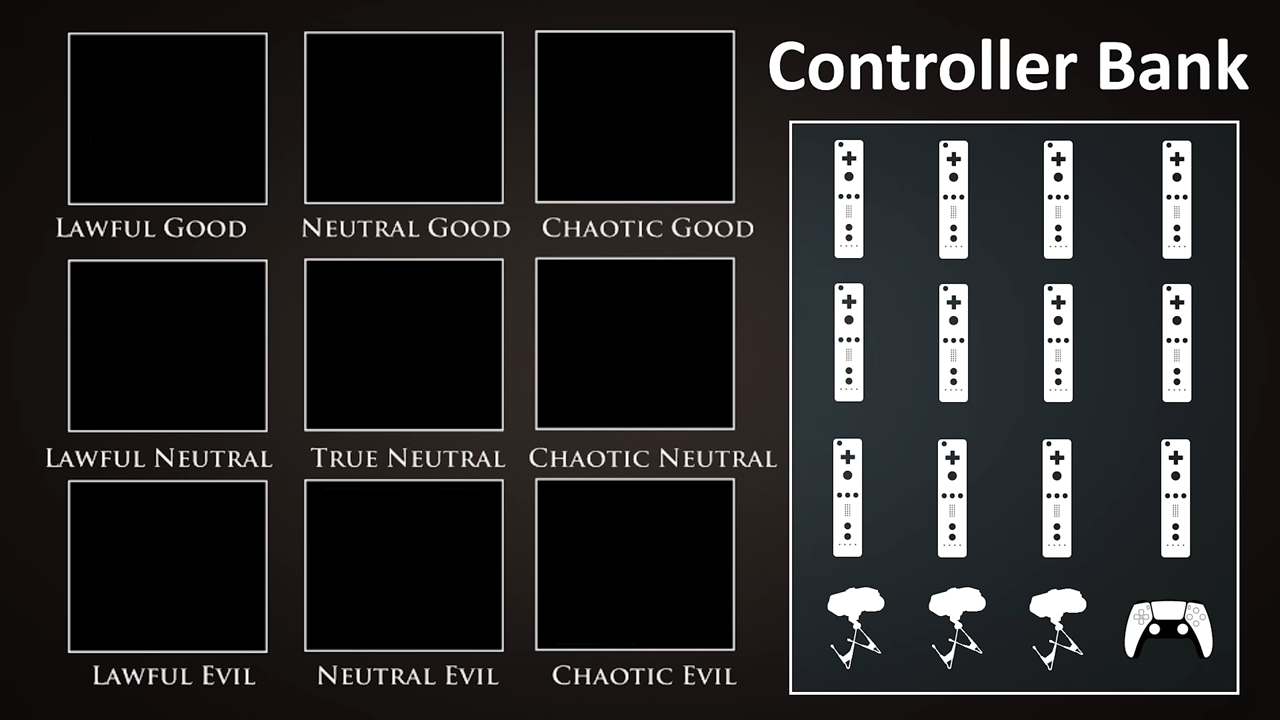 Controller Bank
Lawful Good
Neutral Good
Chaotic Good
Lawful Neutral
True Neutral
Chaotic Neutral
Lawful Evil
Neutral Evil
Chaotic Evil